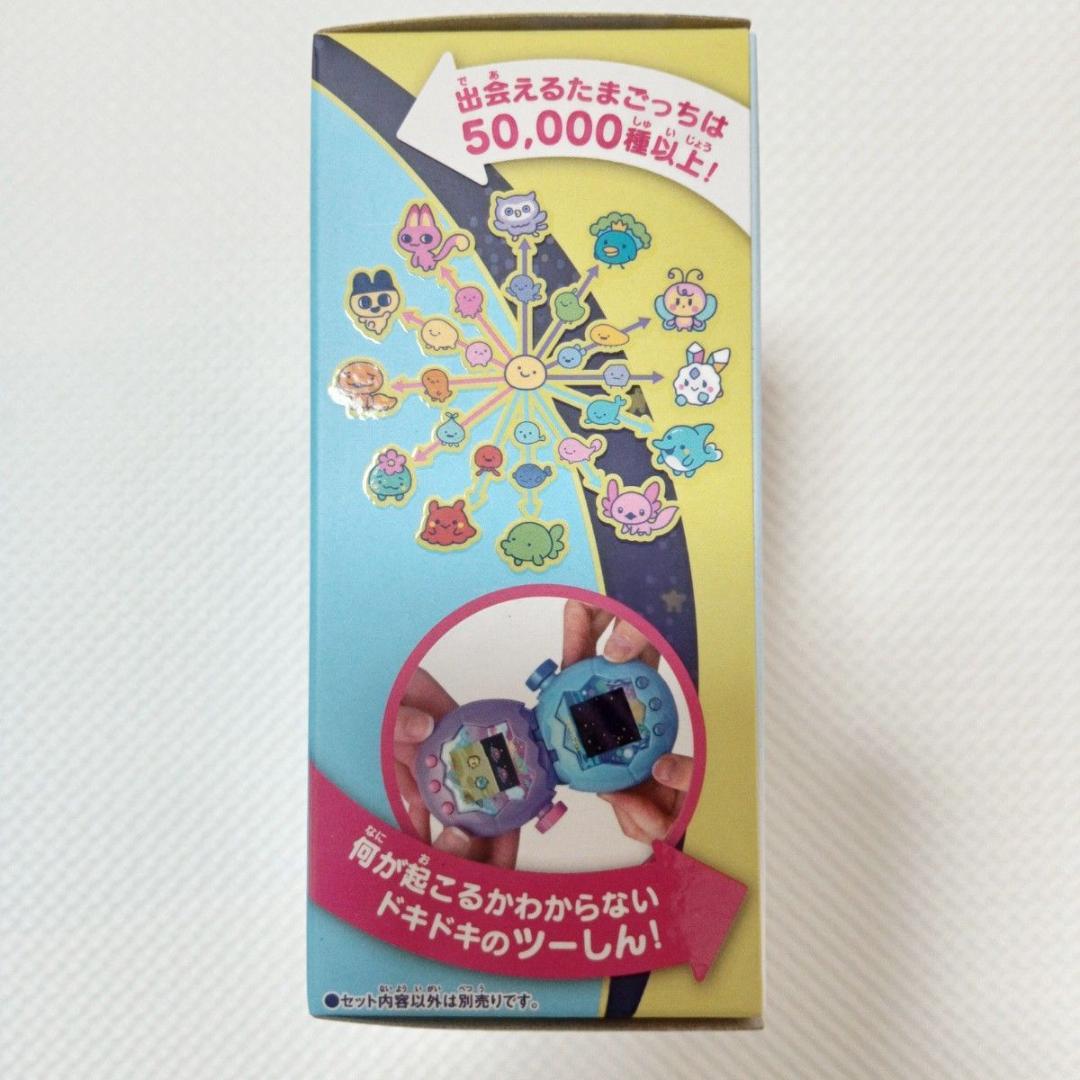 出会えるたまごっちは
50,000種以上!
何が起こるかわからない
ドキドキのツーしん!
●セット内容以外は別売りです。